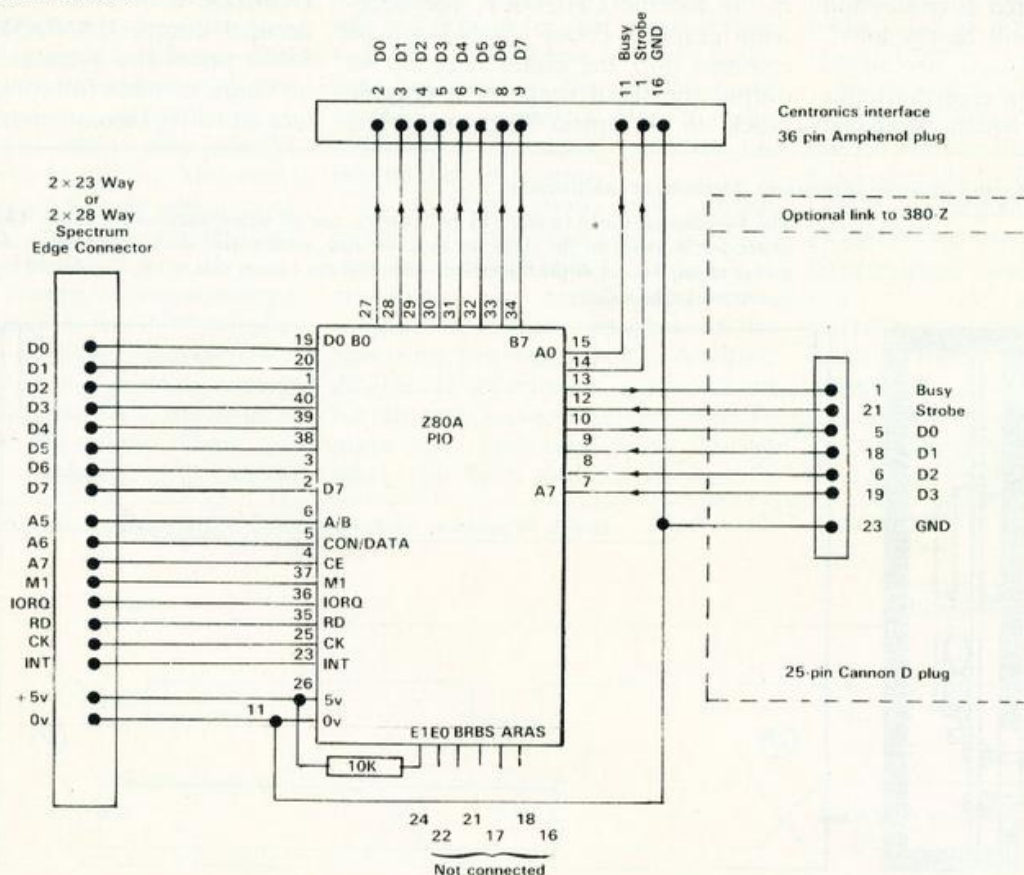 D0 D1 D2 D3 D4 D5 D6 D7 Busy Strobe GND
2 3 4 5 6 7 8 9 11 1 16
Centronics interface
36 pin Amphenol plug
2 × 23 Way
or
2 × 28 Way
Spectrum
Edge Connector
Optional link to 380-Z
27 28 29 30 31 32 33 34
D0 19 D0 B0 B7 15
A0
D1 20 14
D2 1 13
D3 40 12
D4 39 10
D5 38 9
D6 3 8
D7 2 D7 A7 7
Z80A
PIO
1 Busy
21 Strobe
5 D0
18 D1
6 D2
19 D3
23 GND
A5 6 A/B
A6 5 CON/DATA
A7 4 CE
M1 37 M1
IORQ 36 IORQ
RD 35 RD
CK 25 CK
INT 23 INT
+5v 26 5v
0v 11 0v
25-pin Cannon D plug
E1E0 BRBS ARAS
10K
24 21 18
22 17 16
Not connected